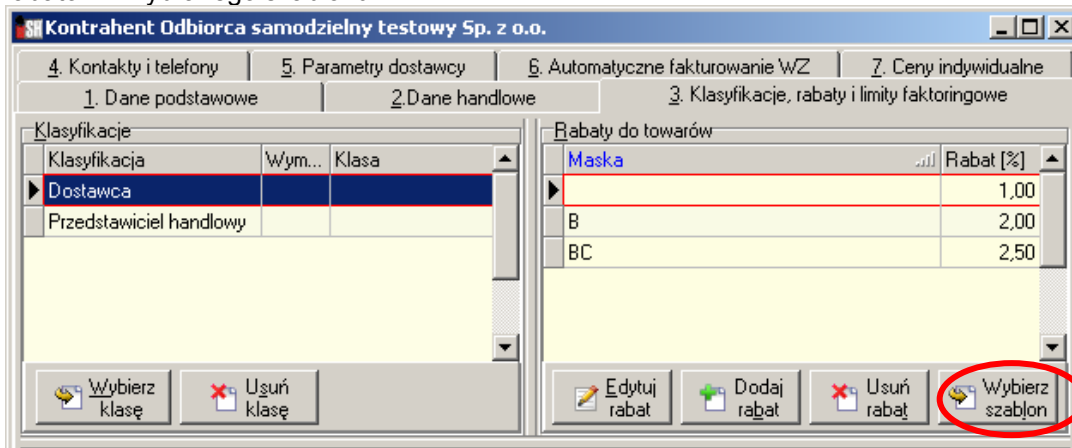 Kontrahent Odbiorca samodzielny testowy Sp. z o.o.
4. Kontakty i telefony
5. Parametry dostawcy
6. Automatyczne fakturowanie WZ
7. Ceny indywidualne
1. Dane podstawowe
2.Dane handlowe
3. Klasyfikacje, rabaty i limity faktoringowe
Klasyfikacje
Klasyfikacja Wym... Klasa
Dostawca
Przedstawiciel handlowy
Wybierz
klasę
Usuń
klasę
Rabaty do towarów
Maska Rabat [%]
1,00
B 2,00
BC 2,50
Edytuj
rabat
Dodaj
rabat
Usuń
rabat
Wybierz
szablon